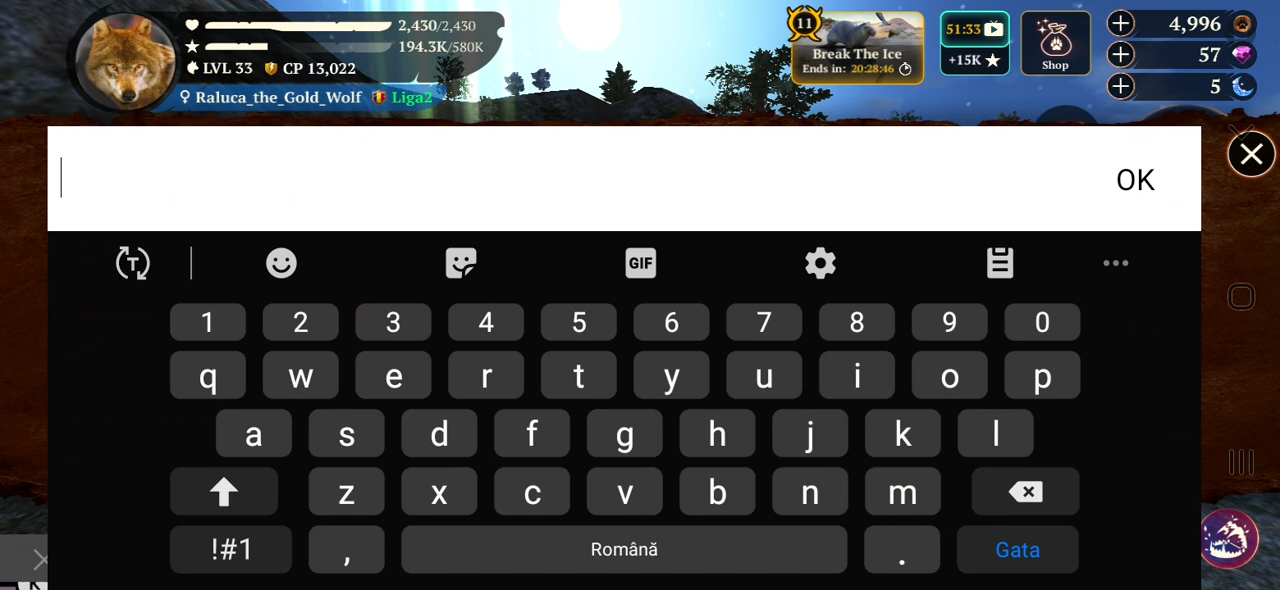 2,430/2,430
194.3K/580K
LVL 33 CP 13,022
Raluca_the_Gold_Wolf Liga2
11
Break The Ice
Ends in: 20:28:46
51:33
+15K
Shop
4,996
57
5
OK
T
GIF
1 2 3 4 5 6 7 8 9 0
q w e r t y u i o p
a s d f g h j k l
z x c v b n m
!#1 , Română . Gata